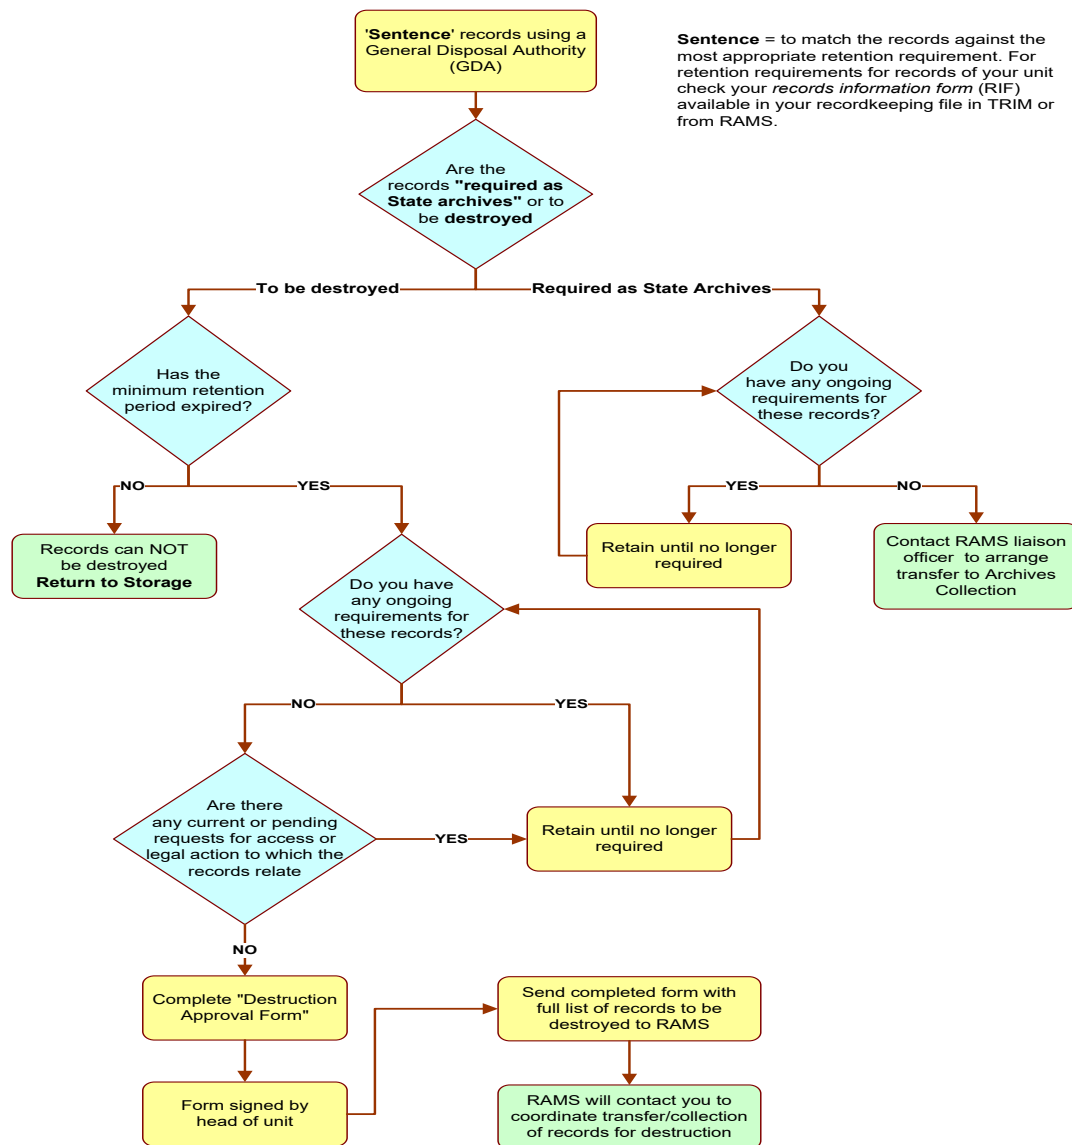 'Sentence' records using a
General Disposal Authority
(GDA)
Sentence = to match the records against the
most appropriate retention requirement. For
retention requirements for records of your unit
check your records information form (RIF)
available in your recordkeeping file in TRIM or
from RAMS.
Are the
records "required as
State archives" or to
be destroyed
To be destroyed
Required as State Archives
Has the
minimum retention
period expired?
Do you
have any ongoing
requirements for
these records?
NO
YES
YES
NO
Records can NOT
be destroyed
Return to Storage
Retain until no longer
required
Contact RAMS liaison
officer to arrange
transfer to Archives
Collection
Do you have
any ongoing
requirements for
these records?
NO
YES
Are there
any current or pending
requests for access or
legal action to which the
records relate
YES
Retain until no longer
required
NO
Complete "Destruction
Approval Form"
Send completed form with
full list of records to be
destroyed to RAMS
Form signed by
head of unit
RAMS will contact you to
coordinate transfer/collection
of records for destruction